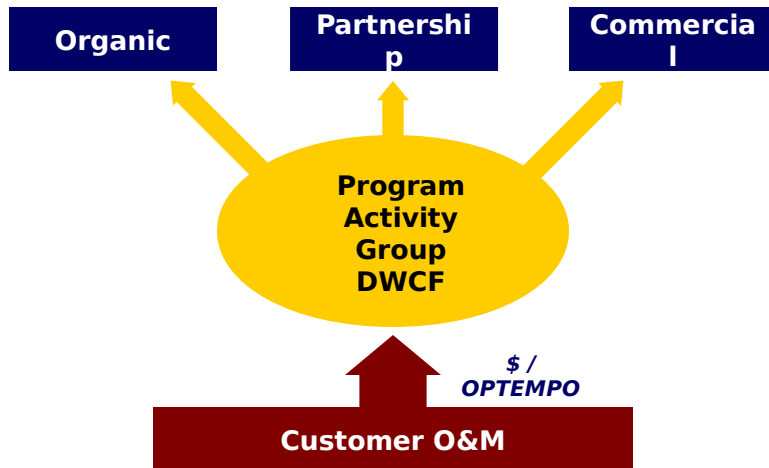 Organic
Partnershi
p
Commercia
l
Program
Activity
Group
DWCF
$ /
OPTEMPO
Customer O&M